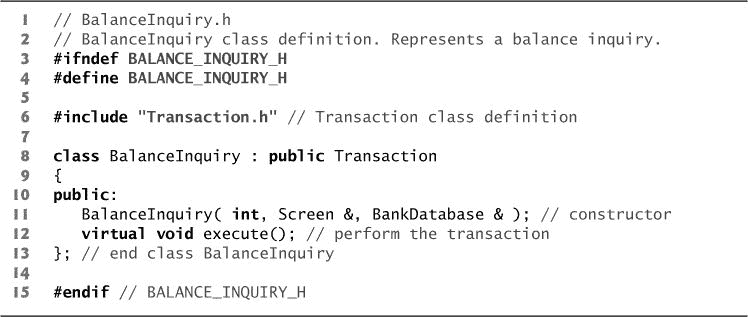 1 // BalanceInquiry.h
2 // BalanceInquiry class definition. Represents a balance inquiry.
3 #ifndef BALANCE_INQUIRY_H
4 #define BALANCE_INQUIRY_H
5
6 #include "Transaction.h" // Transaction class definition
7
8 class BalanceInquiry : public Transaction
9 {
10 public:
11 BalanceInquiry( int, Screen &, BankDatabase & ); // constructor
12 virtual void execute(); // perform the transaction
13 }; // end class BalanceInquiry
14
15 #endif // BALANCE_INQUIRY_H